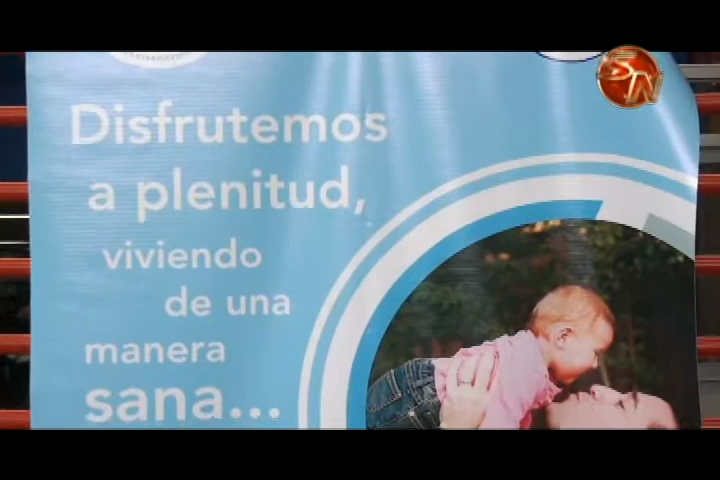 Disfrutemos
a plenitud,
viviendo
de una
manera
sana...